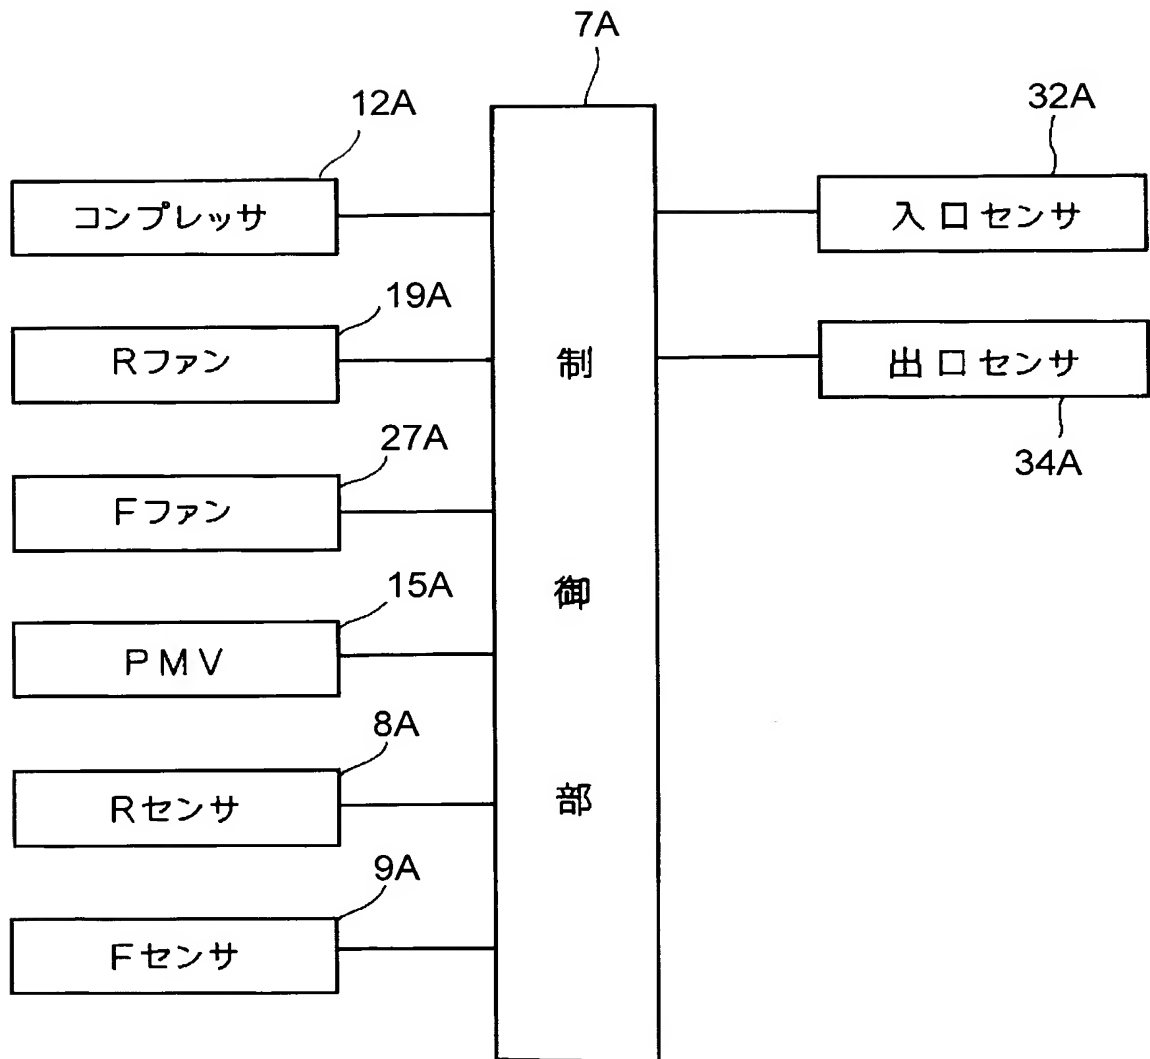 7A
12A
コンプレッサ
19A
Rファン
27A
Fファン
15A
PMV
8A
Rセンサ
9A
Fセンサ
制御部
32A
入口センサ
出口センサ
34A